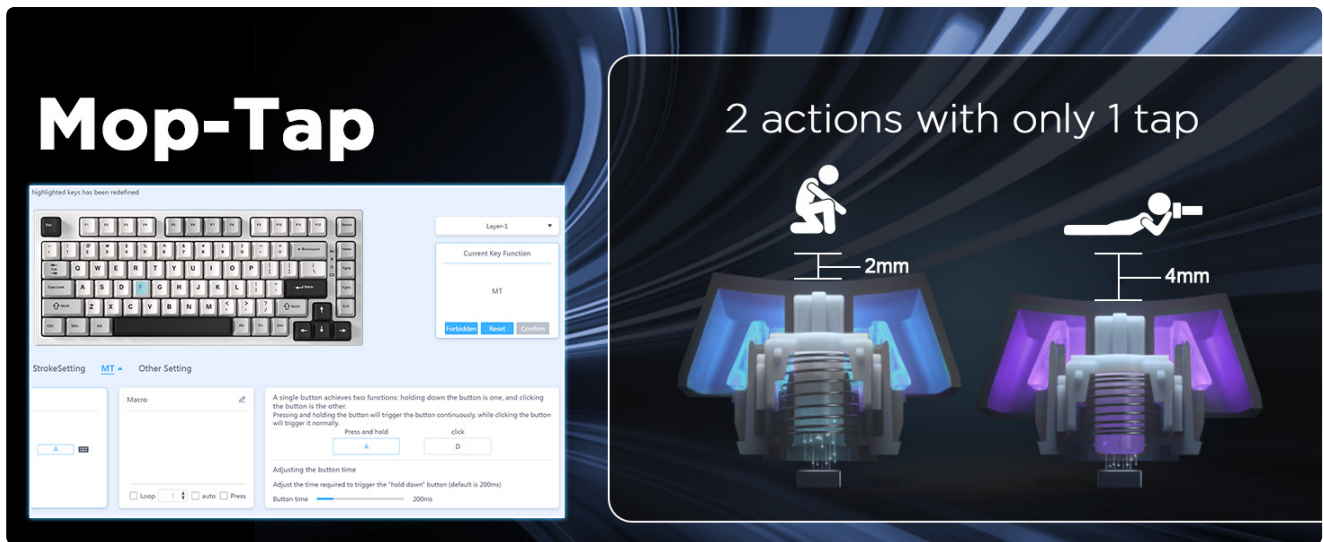 Mop-Tap
highlighted keys has been redefined
Layer-1
Current Key Function
MT
Forbidden Reset Confirm
StrokeSetting MT Other Setting
A
Macro
Loop 1 auto Press
A single button achieves two functions: holding down the button is one, and clicking
the button is the other.
Pressing and holding the button will trigger the button continuously, while clicking the button
will trigger it normally.
Press and hold click
A D
Adjusting the button time
Adjust the time required to trigger the "hold down" button (default is 200ms)
Button time 200ms
Q W E R T Y U I O P
A S D F G H J K L
Z X C V B N M
2 actions with only 1 tap
2mm
4mm